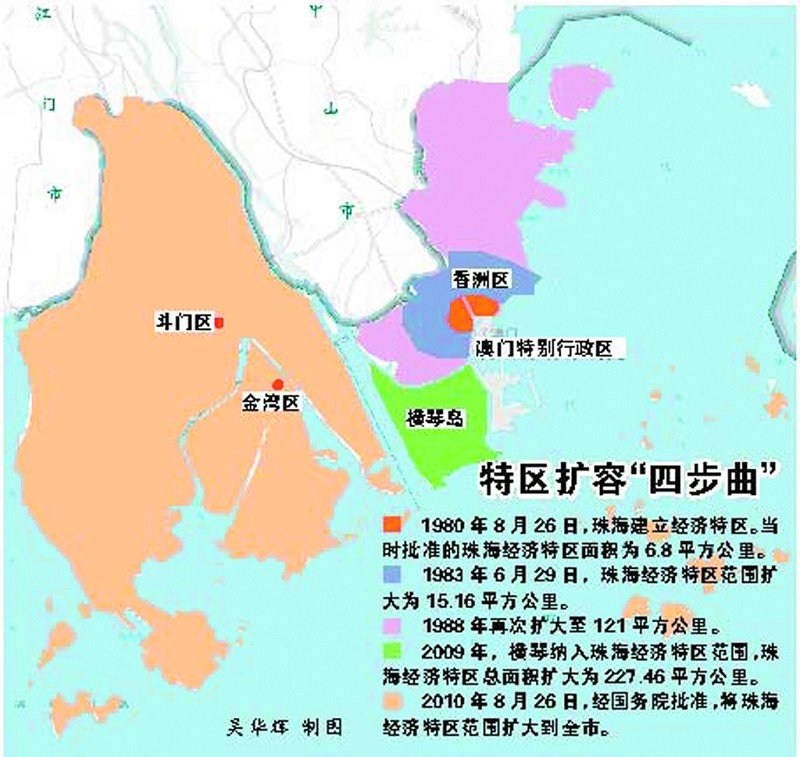 江
门
市
中
山
市
香洲区
斗门区
澳门特别行政区
金湾区
横琴岛
特区扩容“四步曲”
1980年8月26日,珠海建立经济特区。当
时批准的珠海经济特区面积为6.8平方公里。
1983年6月29日，珠海经济特区范围扩
大为15.16平方公里。
1988年再次扩大至121平方公里。
2009年，横琴纳入珠海经济特区范围,珠
海经济特区总面积扩大为227.46平方公里。
2010年8月26日,经国务院批准,将珠海
经济特区范围扩大到全市。
吴华辉 制图